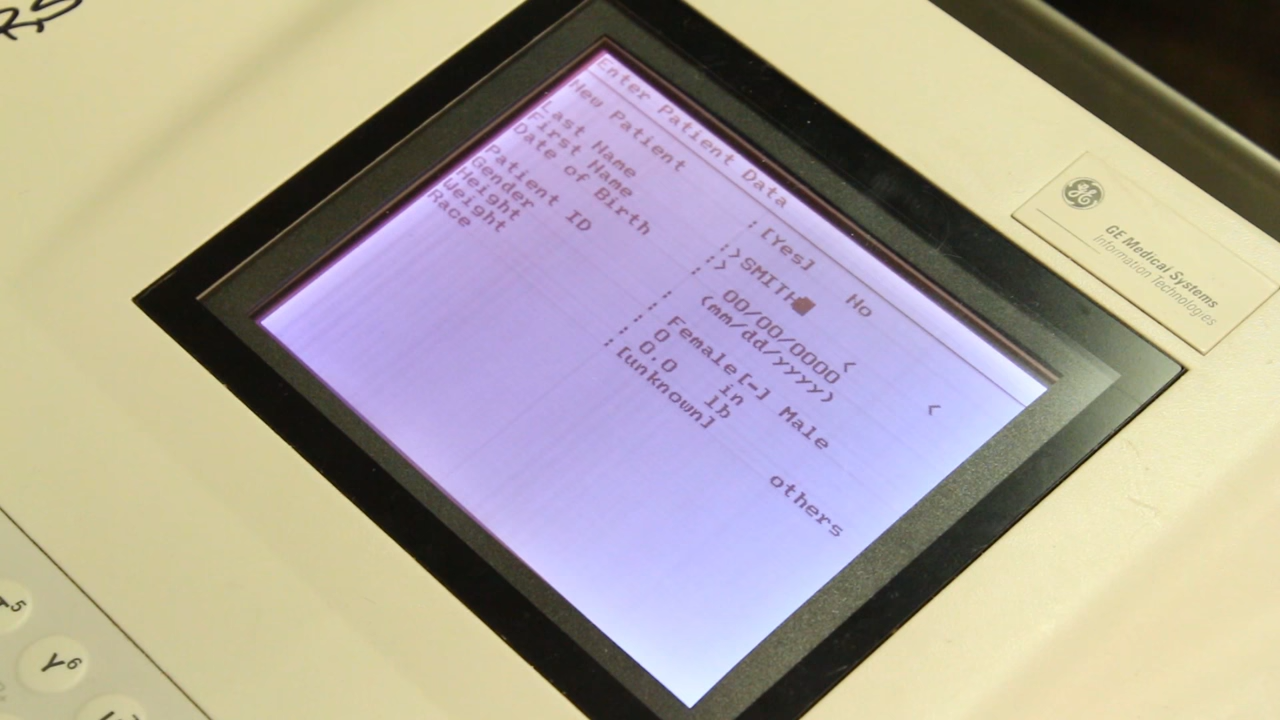 Enter Patient Data
New Patient : [Yes] No
Last Name : >SMITH <
First Name : > <
Date of Birth : 00/00/0000
(mm/dd/yyyy)
Patient ID :
Gender : Female [-] Male
Height : 0 in
Weight : 0.0 lb
Race : [unknown] others
GE Medical Systems
Information Technologies
Y 6